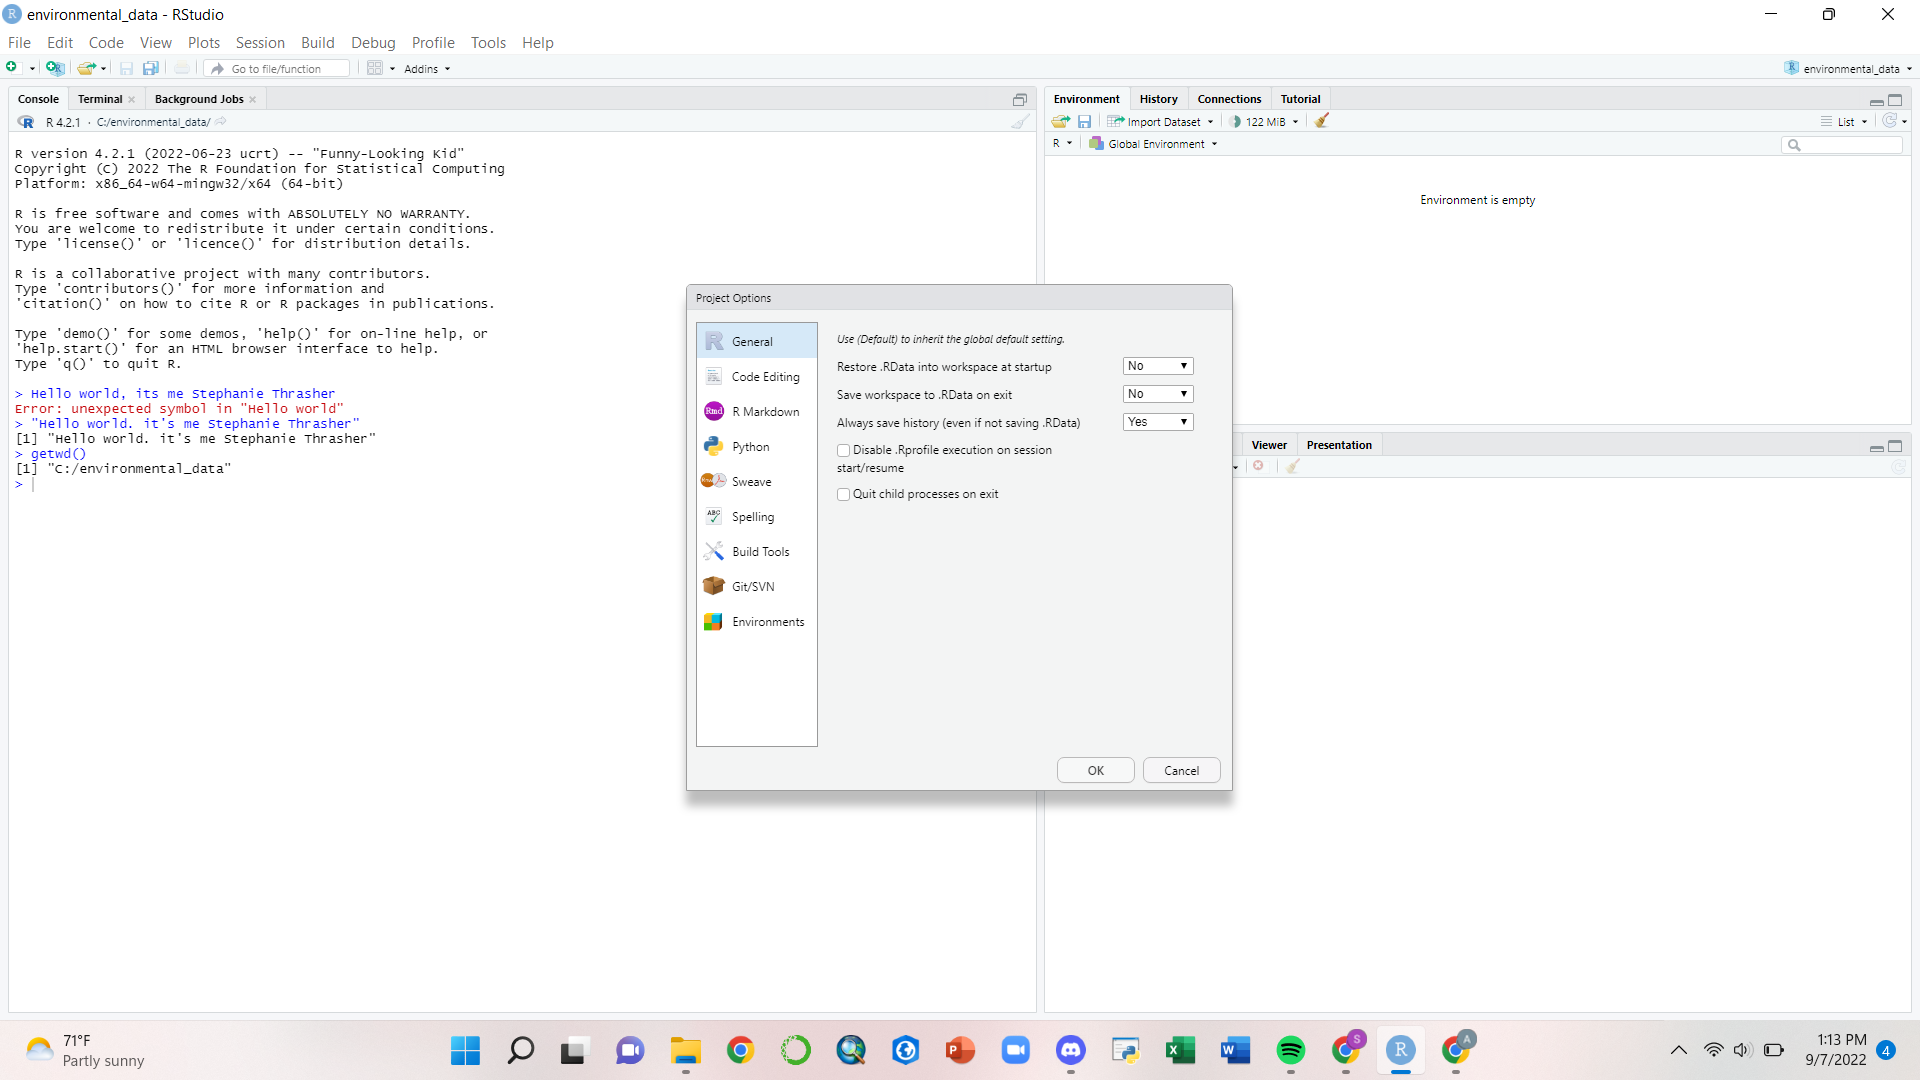 environmental_data - RStudio
File Edit Code View Plots Session Build Debug Profile Tools Help
Go to file/function Addins environmental_data
Console Terminal Background Jobs
R 4.2.1 · C:/environmental_data/
R version 4.2.1 (2022-06-23 ucrt) -- "Funny-Looking Kid"
Copyright (C) 2022 The R Foundation for Statistical Computing
Platform: x86_64-w64-mingw32/x64 (64-bit)
R is free software and comes with ABSOLUTELY NO WARRANTY.
You are welcome to redistribute it under certain conditions.
Type 'license()' or 'licence()' for distribution details.
R is a collaborative project with many contributors.
Type 'contributors()' for more information and
'citation()' on how to cite R or R packages in publications.
Type 'demo()' for some demos, 'help()' for on-line help, or
'help.start()' for an HTML browser interface to help.
Type 'q()' to quit R.
> Hello world, its me Stephanie Thrasher
Error: unexpected symbol in "Hello world"
> "Hello world. it's me Stephanie Thrasher"
[1] "Hello world. it's me Stephanie Thrasher"
> getwd()
[1] "C:/environmental_data"
>
Environment History Connections Tutorial
Import Dataset 122 MiB List
R Global Environment
Environment is empty
Viewer Presentation
Project Options
General
Code Editing
Rmd R Markdown
Python
Sweave
ABC Spelling
Build Tools
Git/SVN
Environments
Use (Default) to inherit the global default setting.
Restore .RData into workspace at startup No
Save workspace to .RData on exit No
Always save history (even if not saving .RData) Yes
Disable .Rprofile execution on session
start/resume
Quit child processes on exit
OK Cancel
71°F
Partly sunny
S
A
1:13 PM
9/7/2022
4